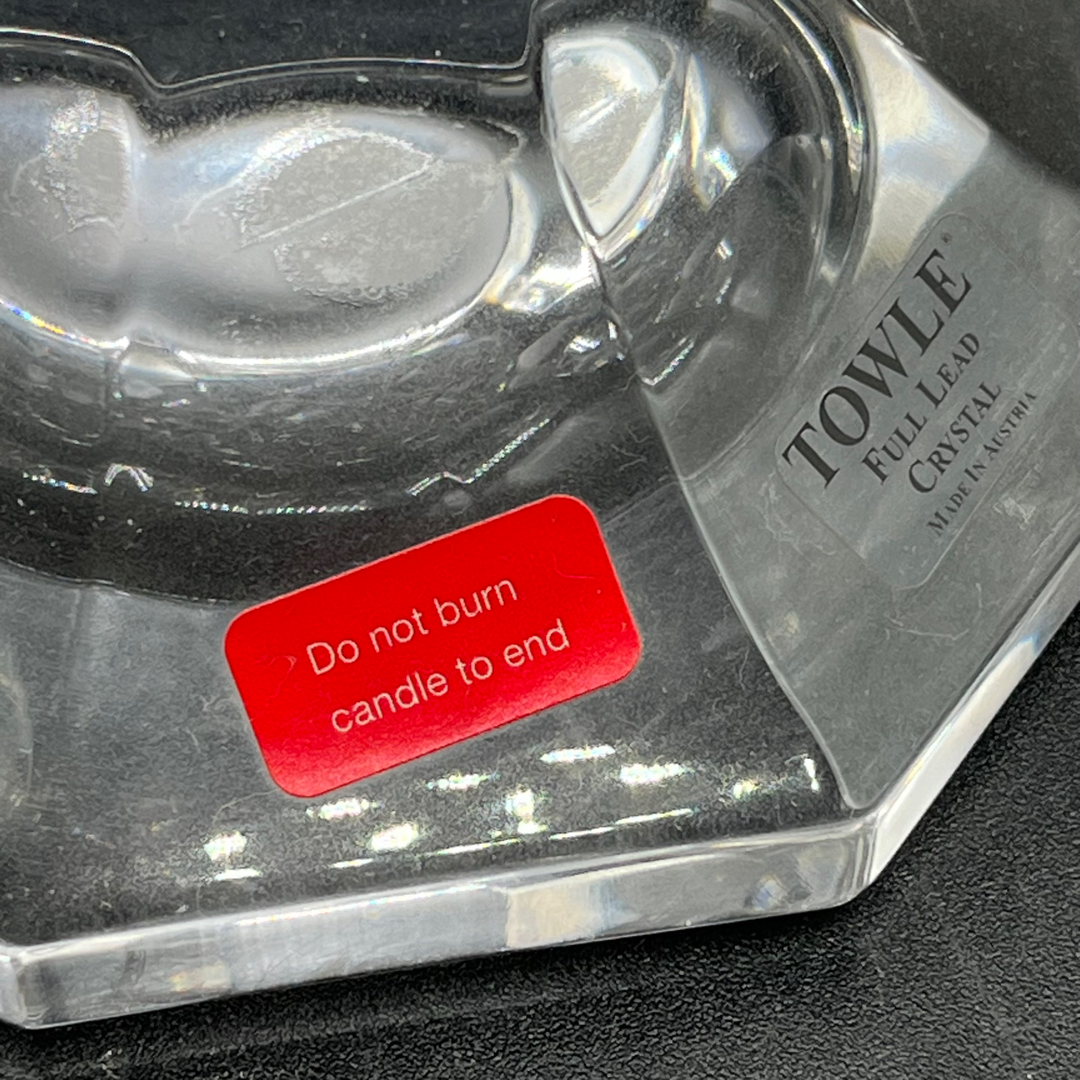 TOWLE®
FULL LEAD
CRYSTAL
MADE IN AUSTRIA
Do not burn
candle to end